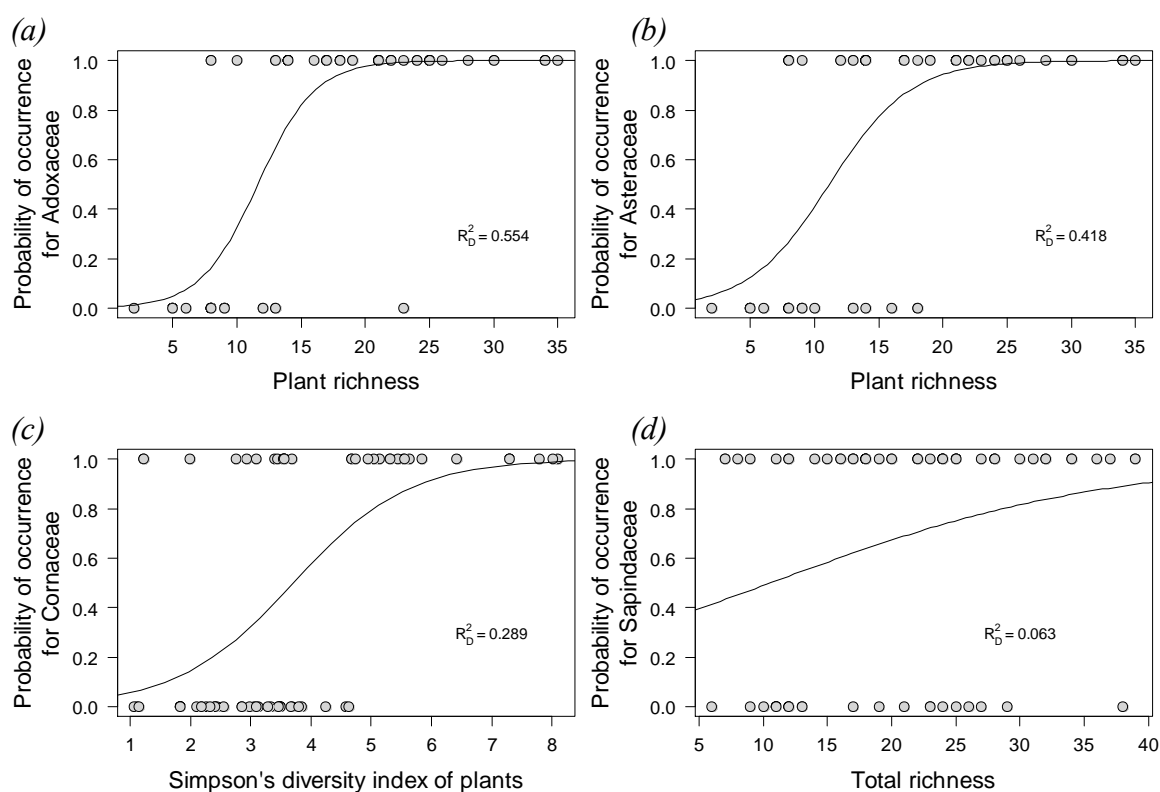 (a)
Probability of occurrence
for Adoxaceae
1.0
0.8
0.6
0.4
0.2
0.0
R²D = 0.554
5 10 15 20 25 30 35
Plant richness
(b)
Probability of occurrence
for Asteraceae
1.0
0.8
0.6
0.4
0.2
0.0
R²D = 0.418
5 10 15 20 25 30 35
Plant richness
(c)
Probability of occurrence
for Cornaceae
1.0
0.8
0.6
0.4
0.2
0.0
R²D = 0.289
1 2 3 4 5 6 7 8
Simpson's diversity index of plants
(d)
Probability of occurrence
for Sapindaceae
1.0
0.8
0.6
0.4
0.2
0.0
R²D = 0.063
5 10 15 20 25 30 35 40
Total richness